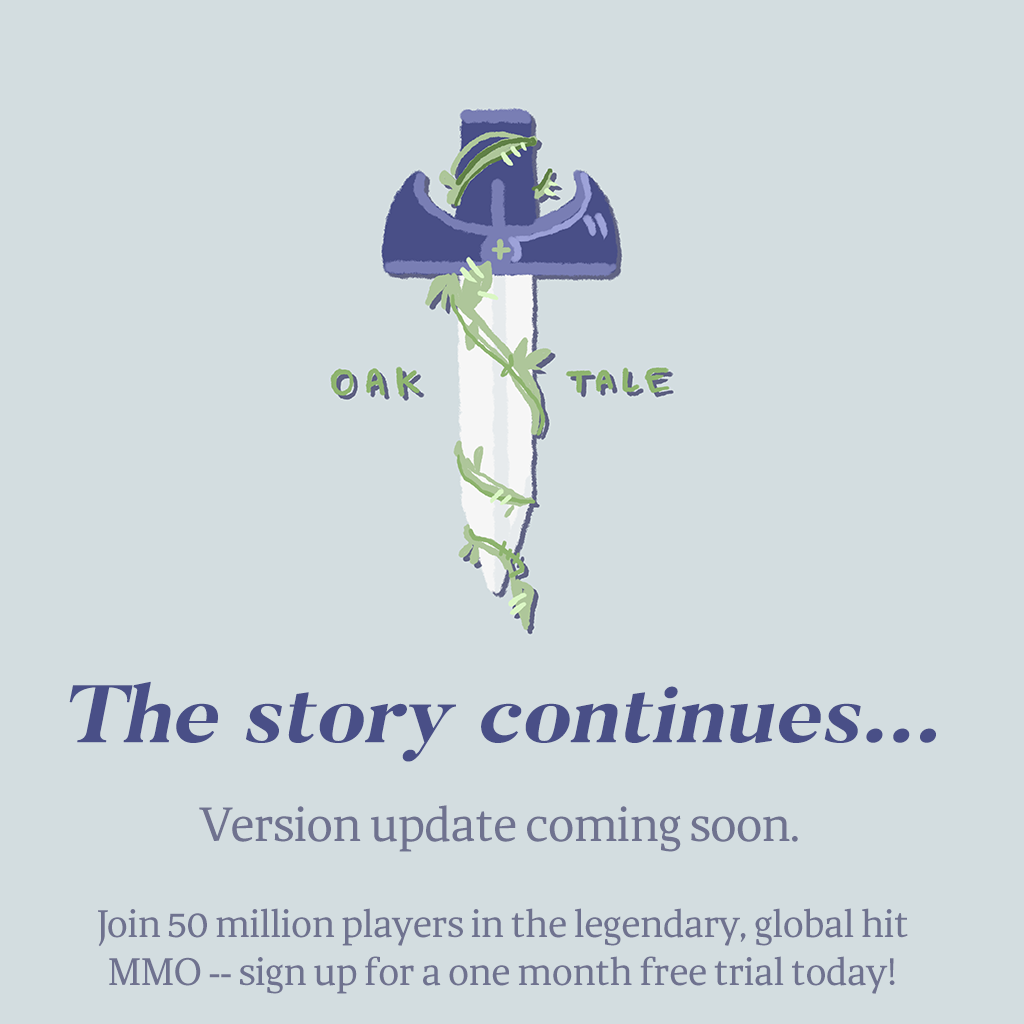 OAK TALE
The story continues...
Version update coming soon.
Join 50 million players in the legendary, global hit
MMO -- sign up for a one month free trial today!